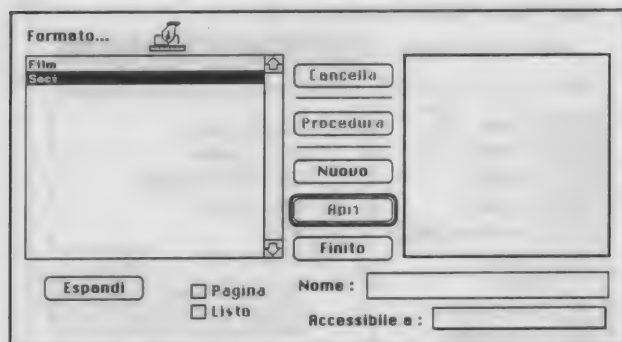 Formato...
Film
Soci
Cancella
Procedura
Nuovo
Apri
Finito
Espandi
Pagina
Lista
Nome :
Accessibile a :